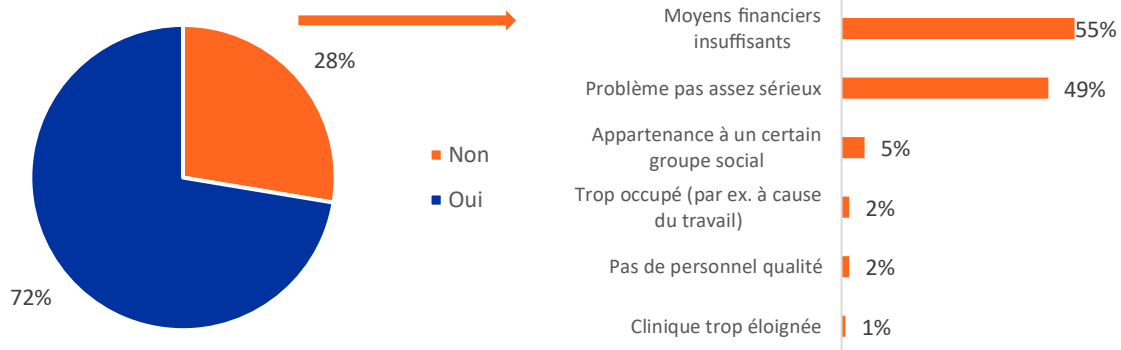 28%
72%
Non
Oui
Moyens financiers
insuffisants
55%
Problème pas assez sérieux
49%
Appartenance à un certain
groupe social
5%
Trop occupé (par ex. à cause
du travail)
2%
Pas de personnel qualité
2%
Clinique trop éloignée
1%